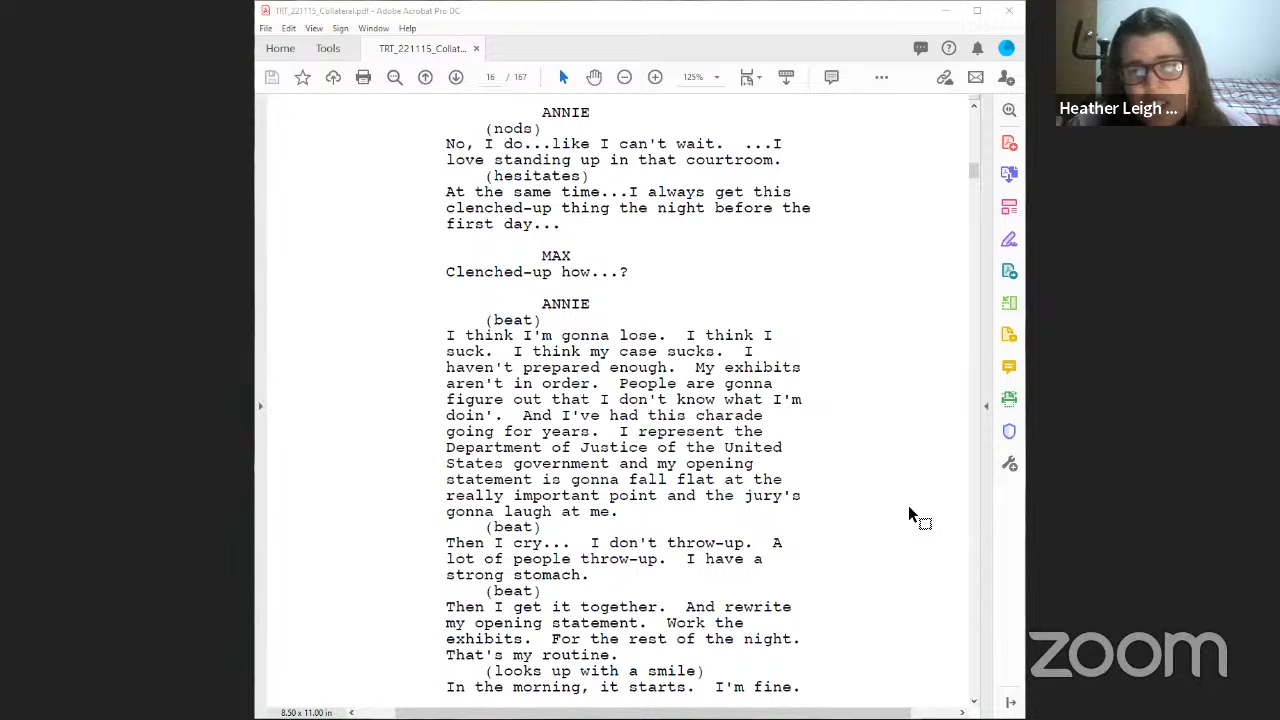 TRT_221115_Collateral.pdf - Adobe Acrobat Pro DC
File Edit View Sign Window Help
Home Tools TRT_221115_Collat... ×
16 / 167 125%
ANNIE
(nods)
No, I do...like I can't wait. ...I
love standing up in that courtroom.
(hesitates)
At the same time...I always get this
clenched-up thing the night before the
first day...
MAX
Clenched-up how...?
ANNIE
(beat)
I think I'm gonna lose. I think I
suck. I think my case sucks. I
haven't prepared enough. My exhibits
aren't in order. People are gonna
figure out that I don't know what I'm
doin'. And I've had this charade
going for years. I represent the
Department of Justice of the United
States government and my opening
statement is gonna fall flat at the
really important point and the jury's
gonna laugh at me.
(beat)
Then I cry... I don't throw-up. A
lot of people throw-up. I have a
strong stomach.
(beat)
Then I get it together. And rewrite
my opening statement. Work the
exhibits. For the rest of the night.
That's my routine.
(looks up with a smile)
In the morning, it starts. I'm fine.
8.50 x 11.00 in
Heather Leigh ...
zoom